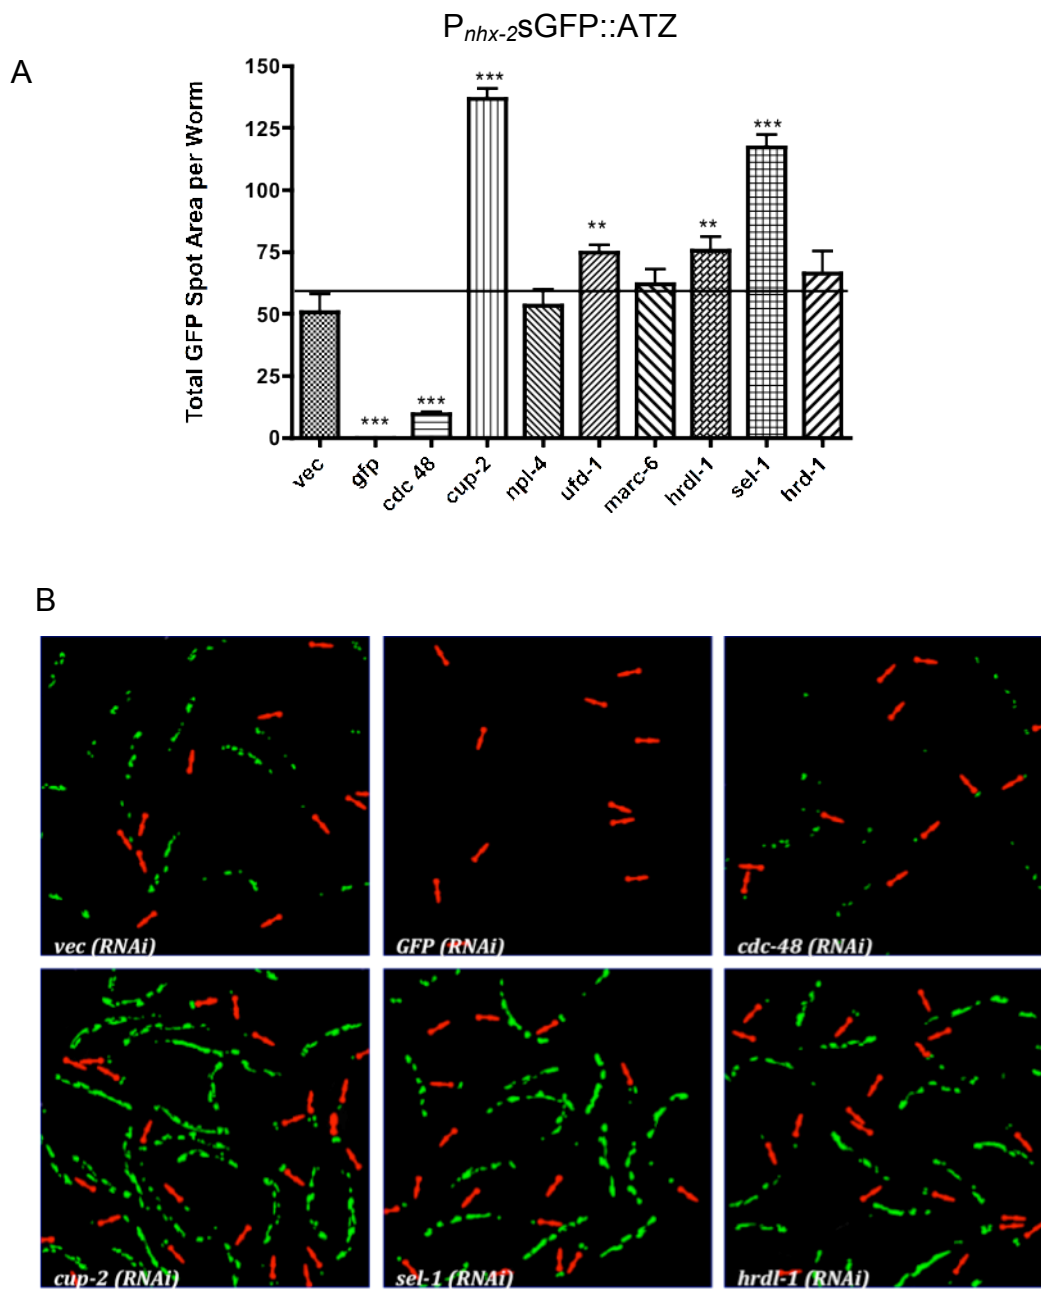 Pnhx-2sGFP::ATZ
A
Total GFP Spot Area per Worm
150
125
100
75
50
25
0
***
***
***
**
**
***
vec
gfp
cdc 48
cup-2
npl-4
ufd-1
marc-6
hrdl-1
sel-1
hrd-1
B
vec (RNAi)
GFP (RNAi)
cdc-48 (RNAi)
cup-2 (RNAi)
sel-1 (RNAi)
hrdl-1 (RNAi)